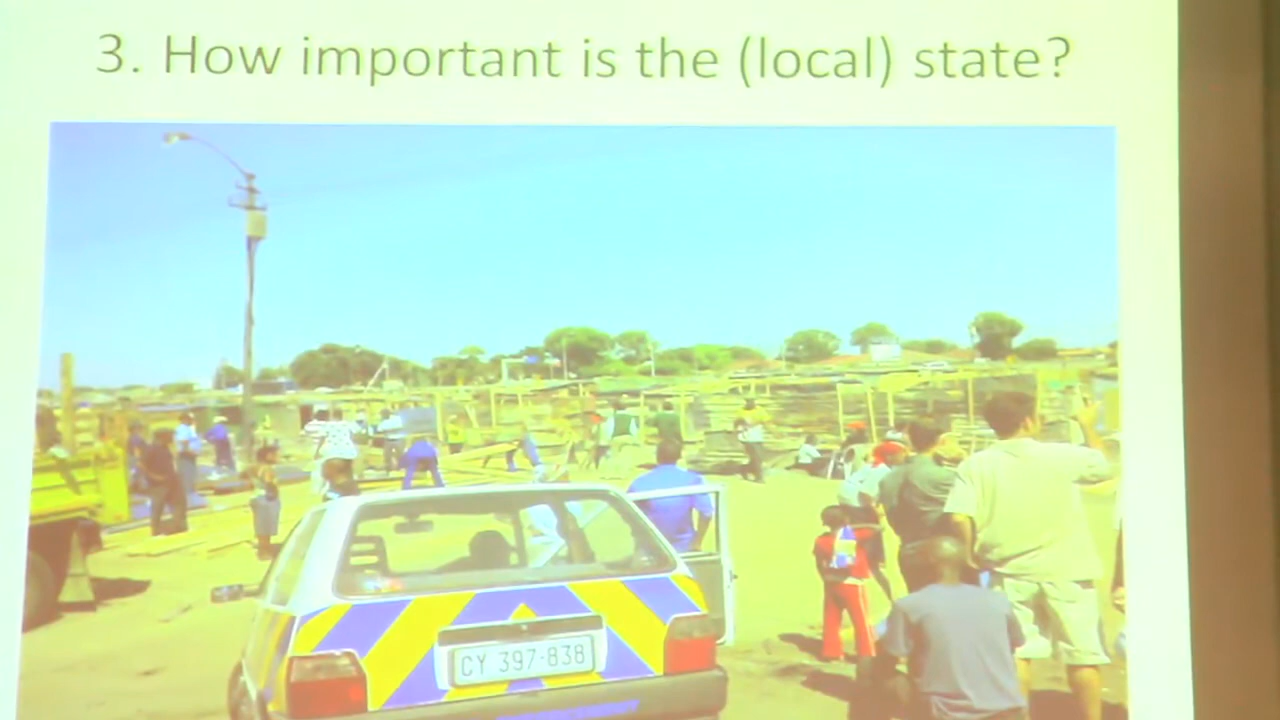 3. How important is the (local) state?
CY 397-838